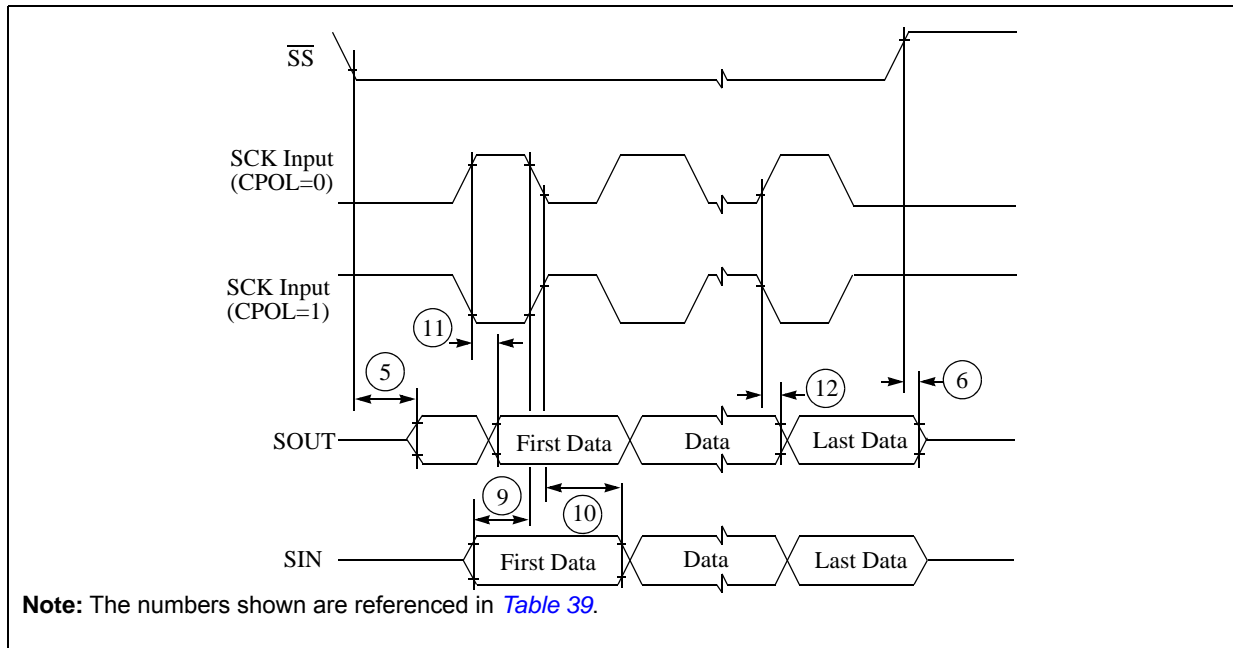 SS
SCK Input
(CPOL=0)
SCK Input
(CPOL=1)
11
5
12
6
SOUT
First Data
Data
Last Data
9
10
SIN
First Data
Data
Last Data
Note: The numbers shown are referenced in Table 39.